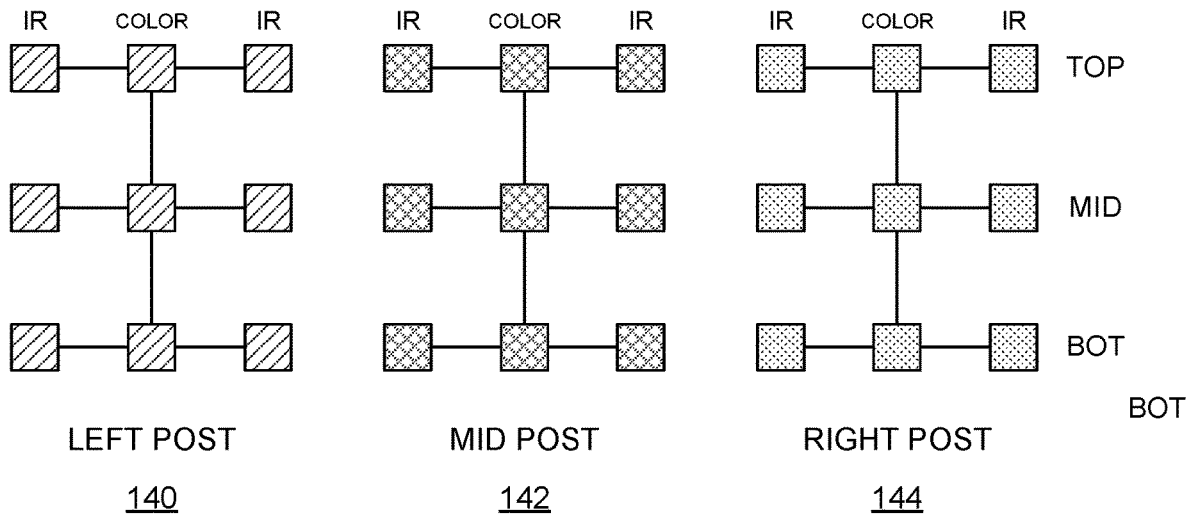 IR COLOR IR IR COLOR IR IR COLOR IR
TOP
MID
BOT
BOT
LEFT POST MID POST RIGHT POST
140 142 144